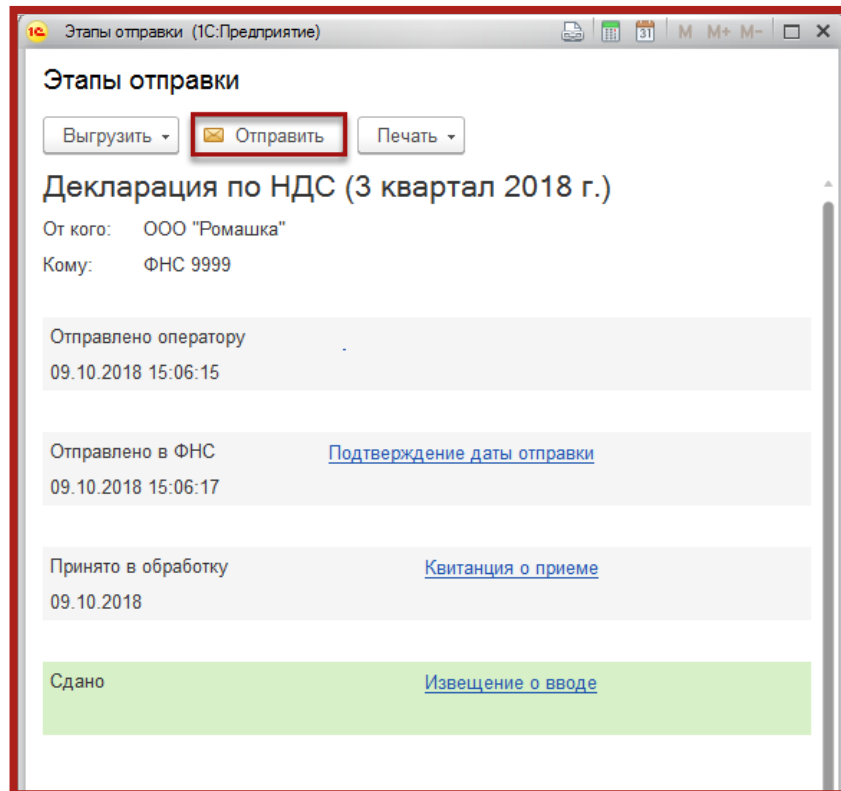 1С Этапы отправки (1С:Предприятие) 31 M M+ M-
Этапы отправки
Выгрузить Отправить Печать
Декларация по НДС (3 квартал 2018 г.)
От кого: ООО "Ромашка"
Кому: ФНС 9999
Отправлено оператору
09.10.2018 15:06:15
Отправлено в ФНС Подтверждение даты отправки
09.10.2018 15:06:17
Принято в обработку Квитанция о приеме
09.10.2018
Сдано Извещение о вводе